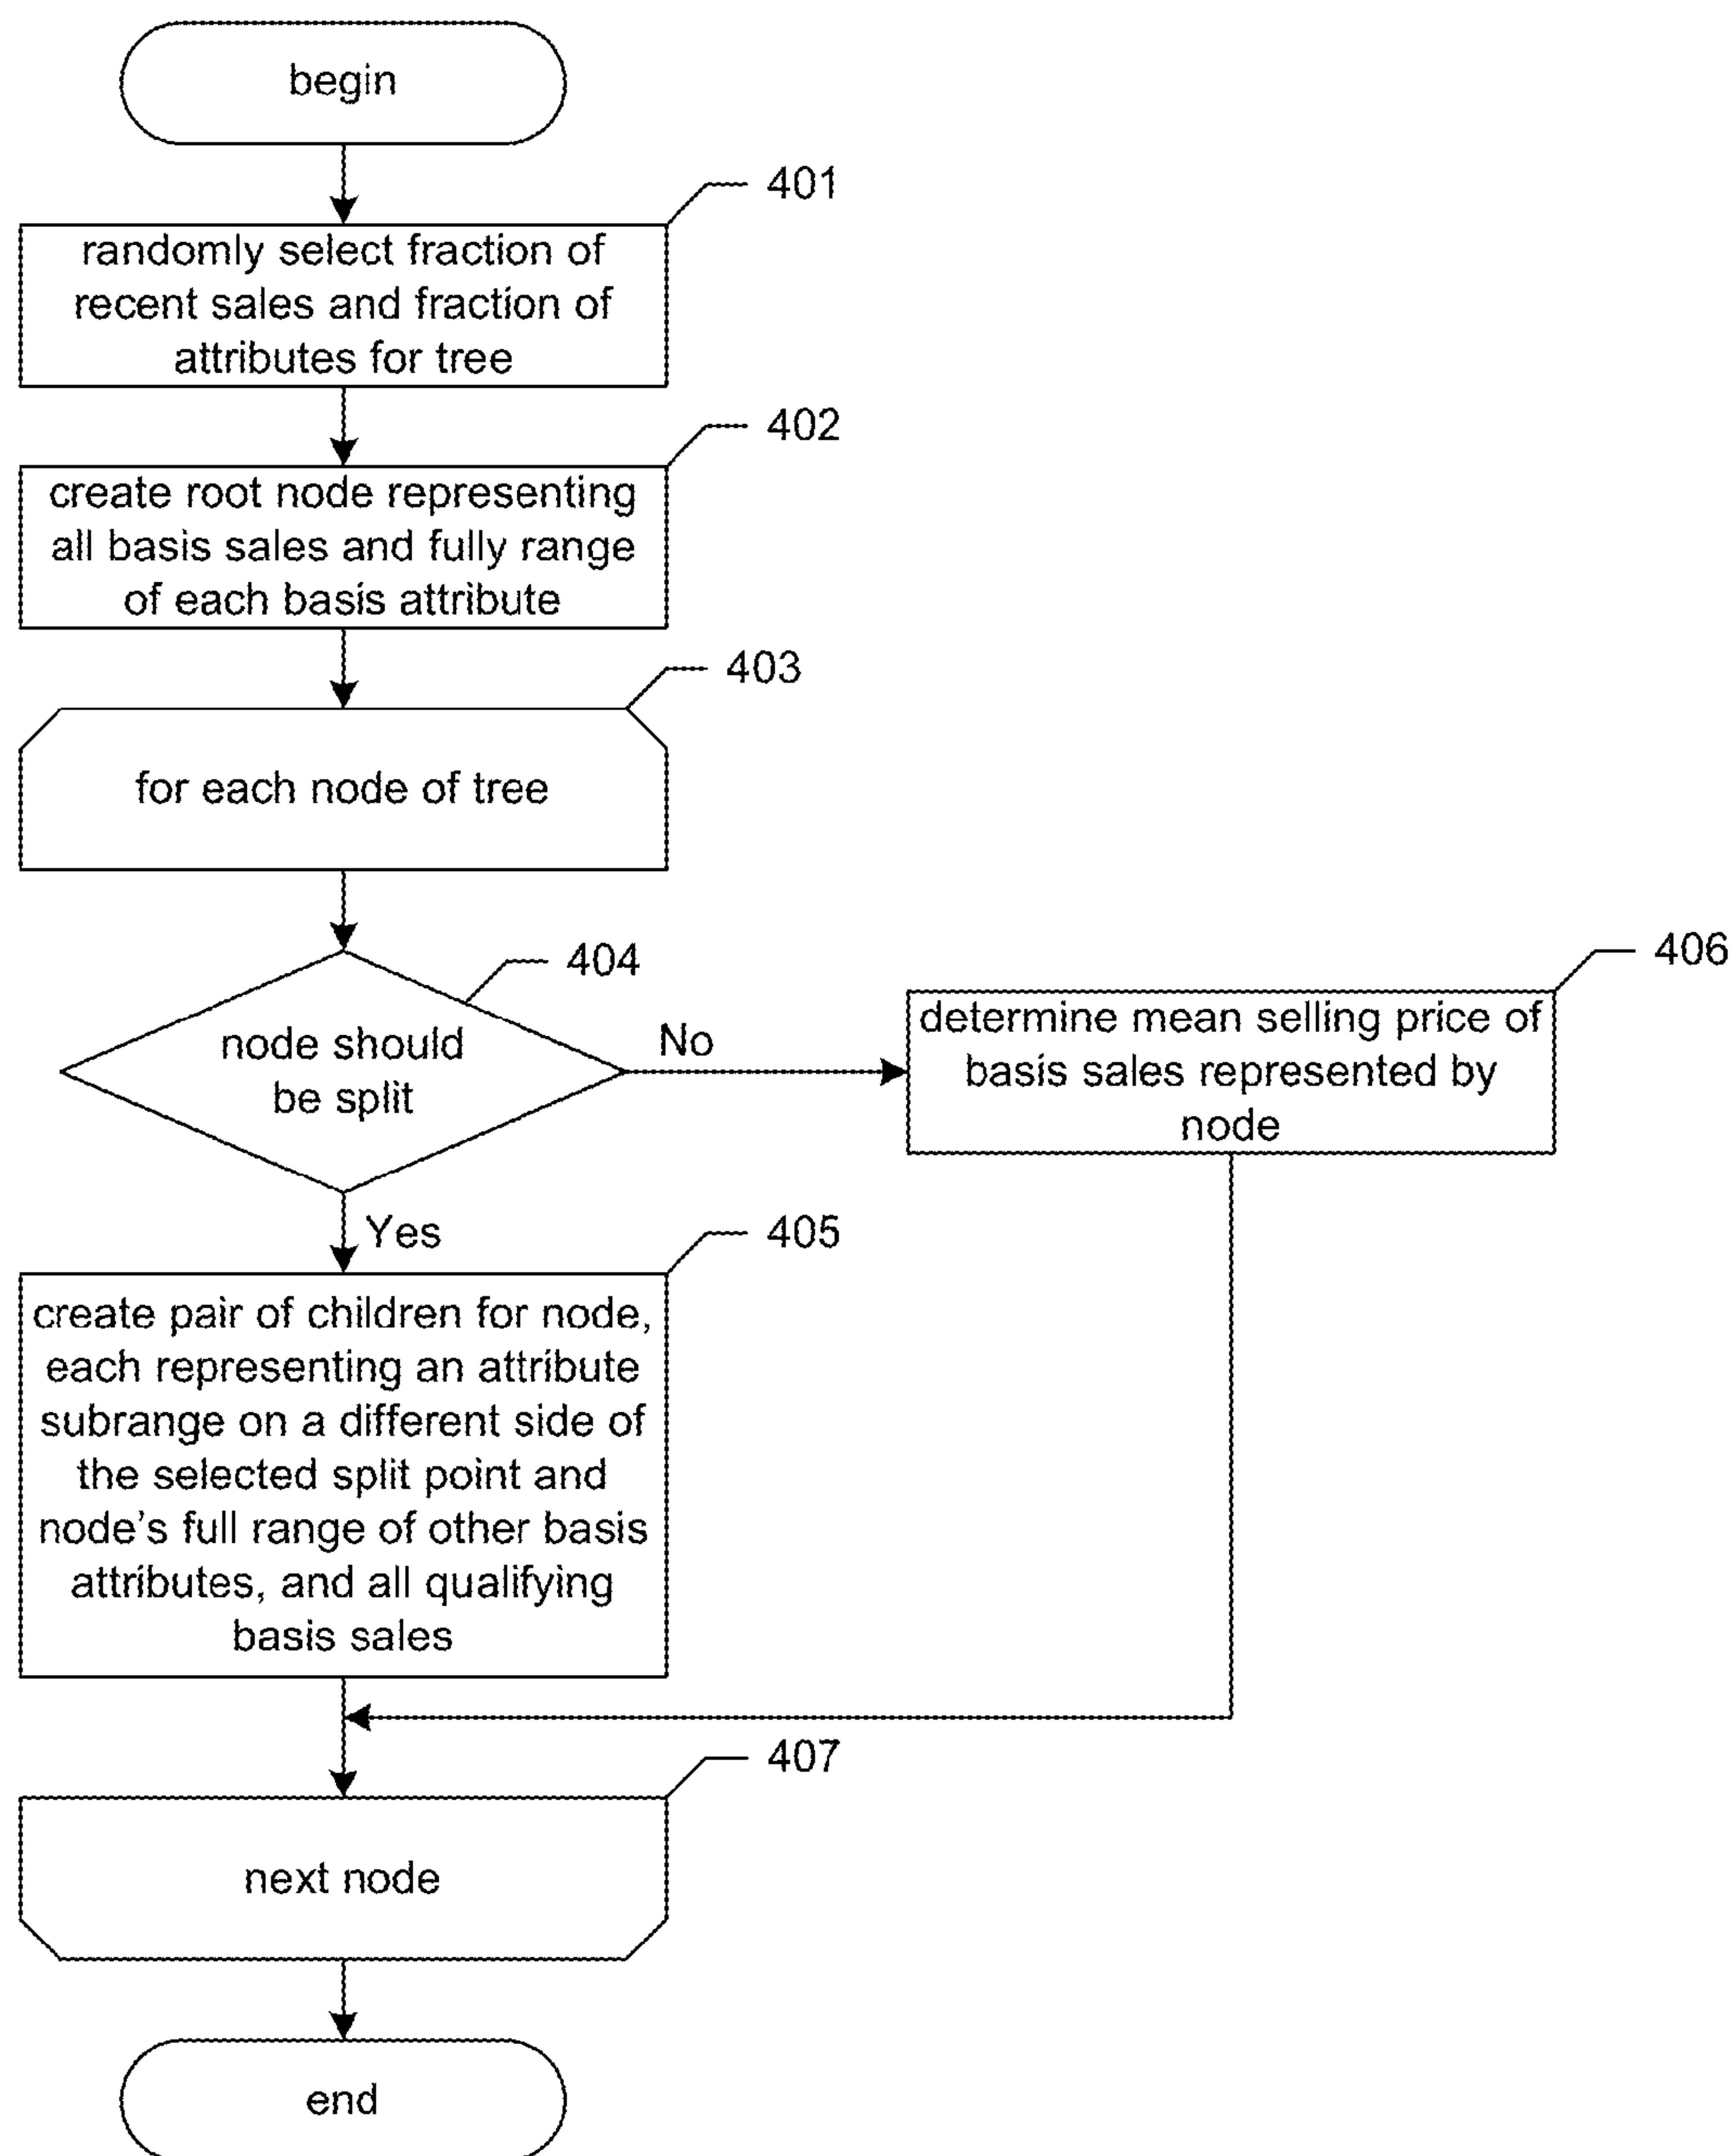 begin
401
randomly select fraction of
recent sales and fraction of
attributes for tree
402
create root node representing
all basis sales and fully range
of each basis attribute
403
for each node of tree
404
node should
be split
No
406
determine mean selling price of
basis sales represented by
node
Yes
405
create pair of children for node,
each representing an attribute
subrange on a different side of
the selected split point and
node's full range of other basis
attributes, and all qualifying
basis sales
407
next node
end